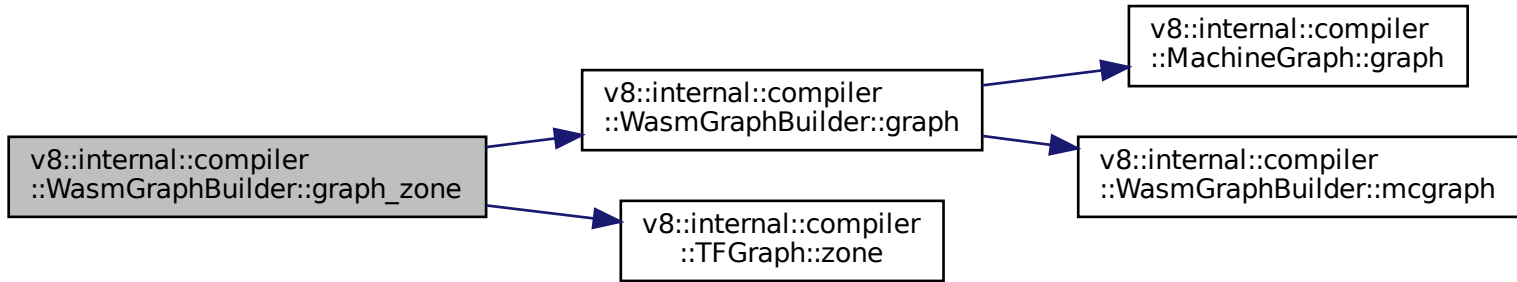 v8::internal::compiler
::WasmGraphBuilder::graph_zone
v8::internal::compiler
::WasmGraphBuilder::graph
v8::internal::compiler
::MachineGraph::graph
v8::internal::compiler
::WasmGraphBuilder::mcgraph
v8::internal::compiler
::TFGraph::zone